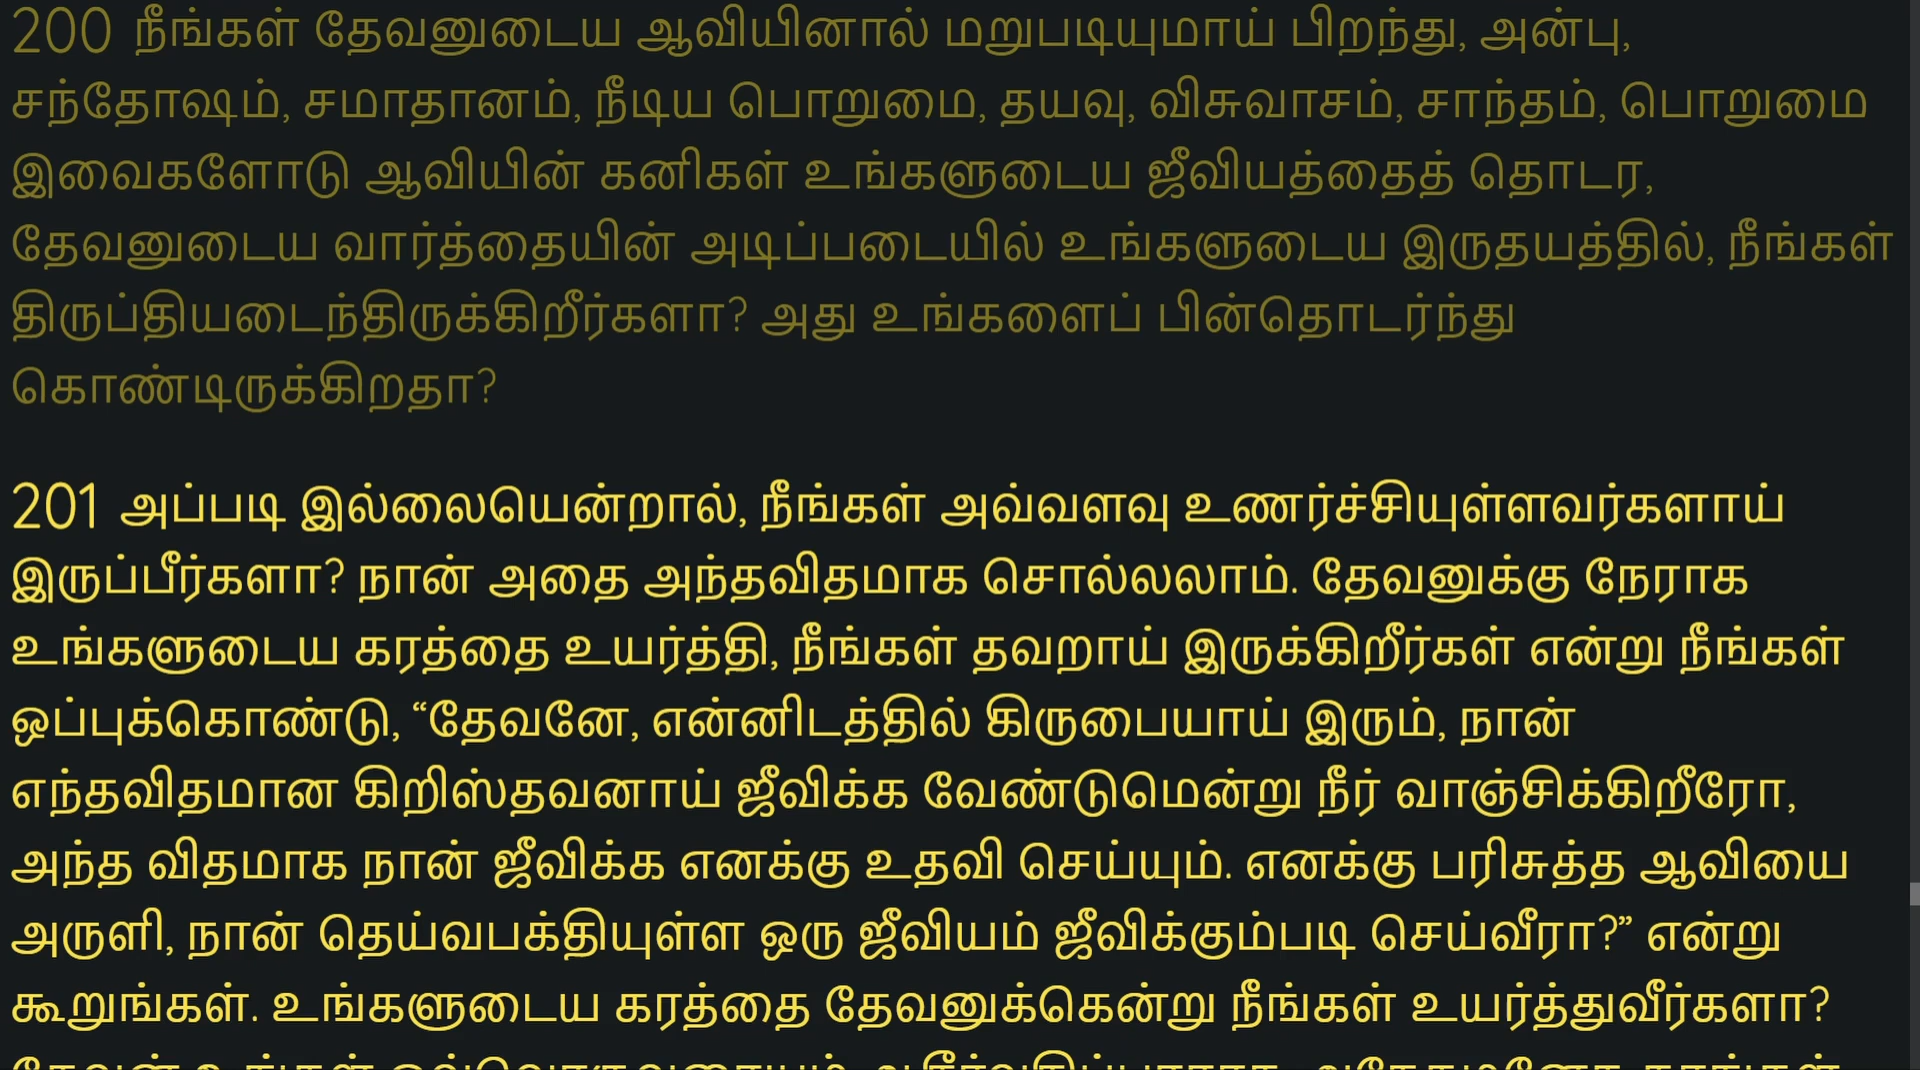 200 நீங்கள் தேவனுடைய ஆவியினால் மறுபடியுமாய் பிறந்து, அன்பு,
சந்தோஷம், சமாதானம், நீடிய பொறுமை, தயவு, விசுவாசம், சாந்தம், பொறுமை
இவைகளோடு ஆவியின் கனிகள் உங்களுடைய ஜீவியத்தைத் தொடர,
தேவனுடைய வார்த்தையின் அடிப்படையில் உங்களுடைய இருதயத்தில், நீங்கள்
திருப்தியடைந்திருக்கிறீர்களா? அது உங்களைப் பின்தொடர்ந்து
கொண்டிருக்கிறதா?
201 அப்படி இல்லையென்றால், நீங்கள் அவ்வளவு உணர்ச்சியுள்ளவர்களாய்
இருப்பீர்களா? நான் அதை அந்தவிதமாக சொல்லலாம். தேவனுக்கு நேராக
உங்களுடைய கரத்தை உயர்த்தி, நீங்கள் தவறாய் இருக்கிறீர்கள் என்று நீங்கள்
ஒப்புக்கொண்டு, “தேவனே, என்னிடத்தில் கிருபையாய் இரும், நான்
எந்தவிதமான கிறிஸ்தவனாய் ஜீவிக்க வேண்டுமென்று நீர் வாஞ்சிக்கிறீரோ,
அந்த விதமாக நான் ஜீவிக்க எனக்கு உதவி செய்யும். எனக்கு பரிசுத்த ஆவியை
அருளி, நான் தெய்வபக்தியுள்ள ஒரு ஜீவியம் ஜீவிக்கும்படி செய்வீரா?” என்று
கூறுங்கள். உங்களுடைய கரத்தை தேவனுக்கென்று நீங்கள் உயர்த்துவீர்களா?
தேவன் உங்கள் ஒவ்வொருவரையும்